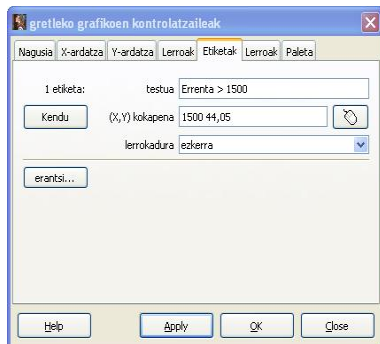 gretleko grafikoen kontrolatzaileak
Nagusia X-ardatza Y-ardatza Lerroak Etiketak Lerroak Paleta
1 etiketa: testua Errenta > 1500
Kendu (X,Y) kokapena 1500 44,05
lerrokadura ezkerra
erantsi...
Help Apply OK Close